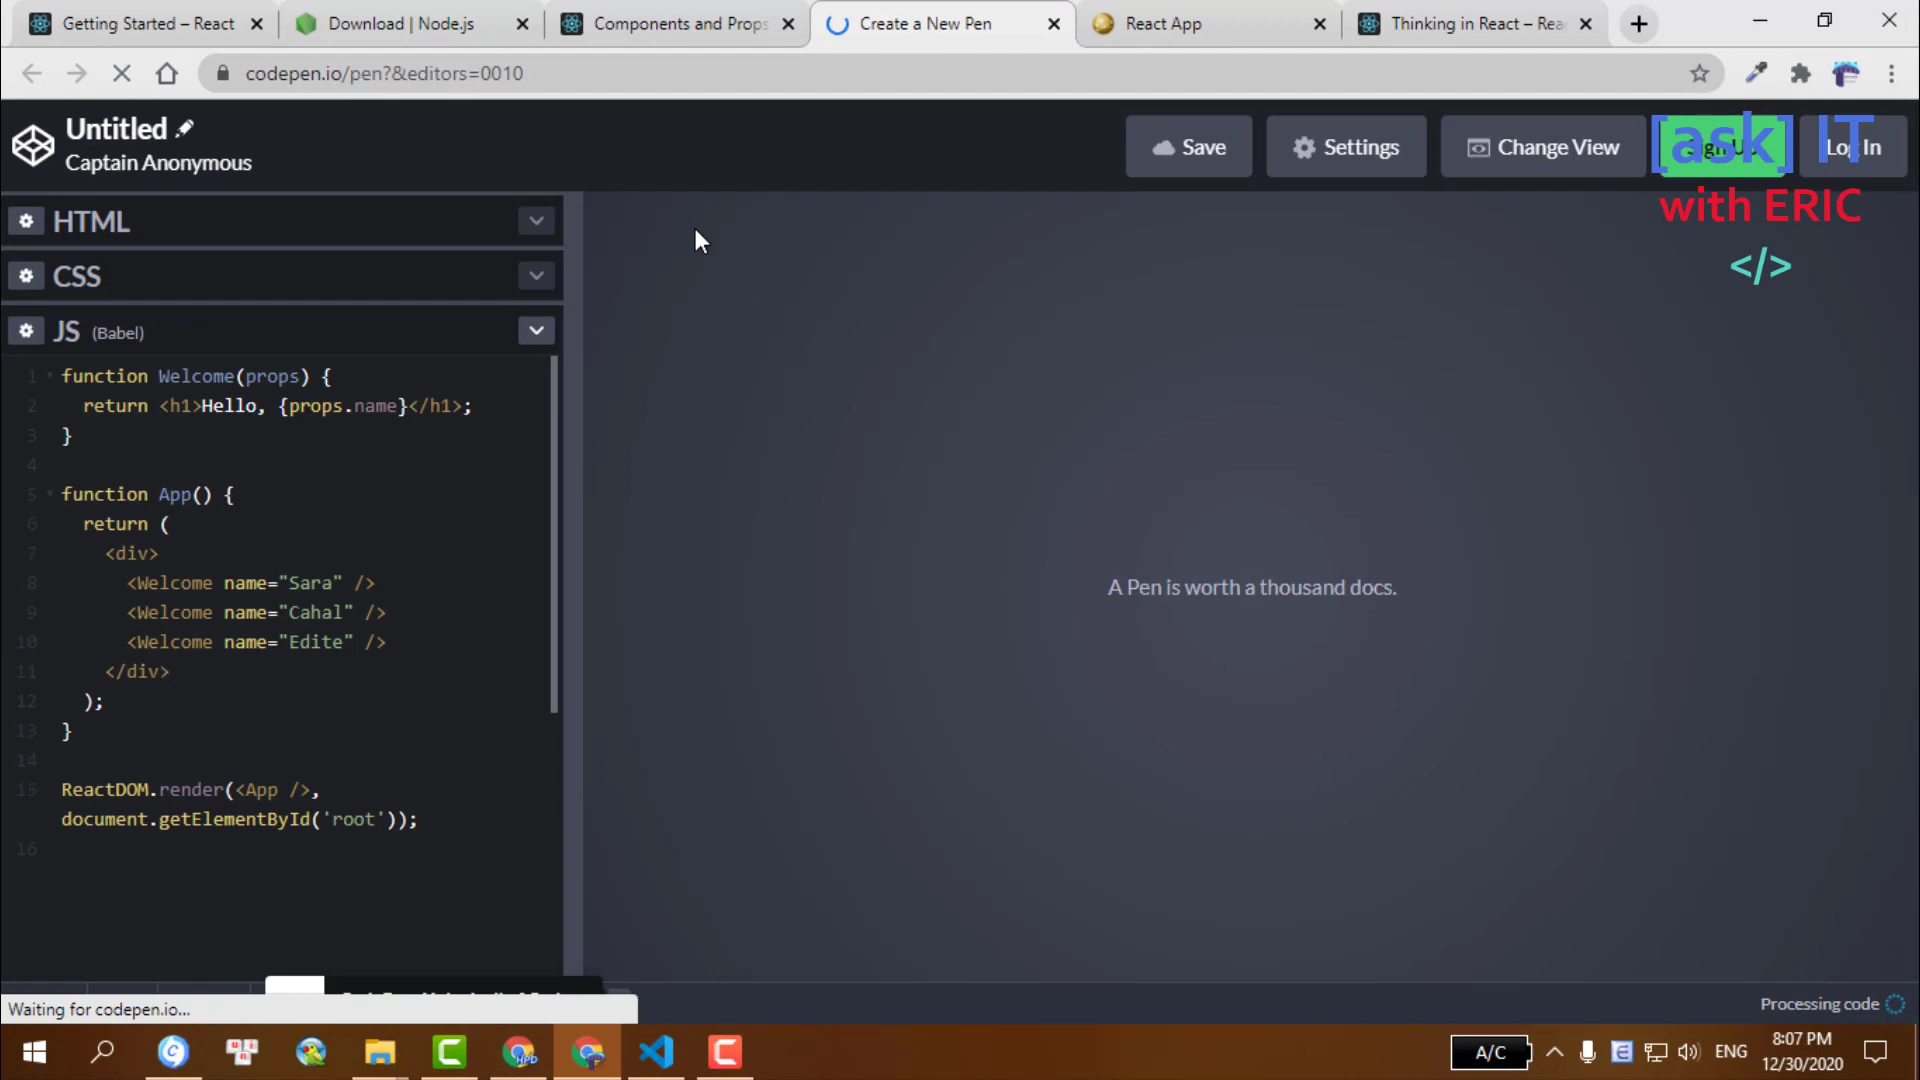 Getting Started – React
Download | Node.js
Components and Props
Create a New Pen
React App
Thinking in React – Rea
codepen.io/pen?&editors=0010
Untitled
Captain Anonymous
Save
Settings
Change View
Sign Up
Log In
[ask] IT
with ERIC
</>
HTML
CSS
JS (Babel)
1 function Welcome(props) {
2 return <h1>Hello, {props.name}</h1>;
3 }
4
5 function App() {
6 return (
7 <div>
8 <Welcome name="Sara" />
9 <Welcome name="Cahal" />
10 <Welcome name="Edite" />
11 </div>
12 );
13 }
14
15 ReactDOM.render(<App />,
document.getElementById('root'));
16
A Pen is worth a thousand docs.
Waiting for codepen.io...
Processing code
A/C
ENG
8:07 PM
12/30/2020